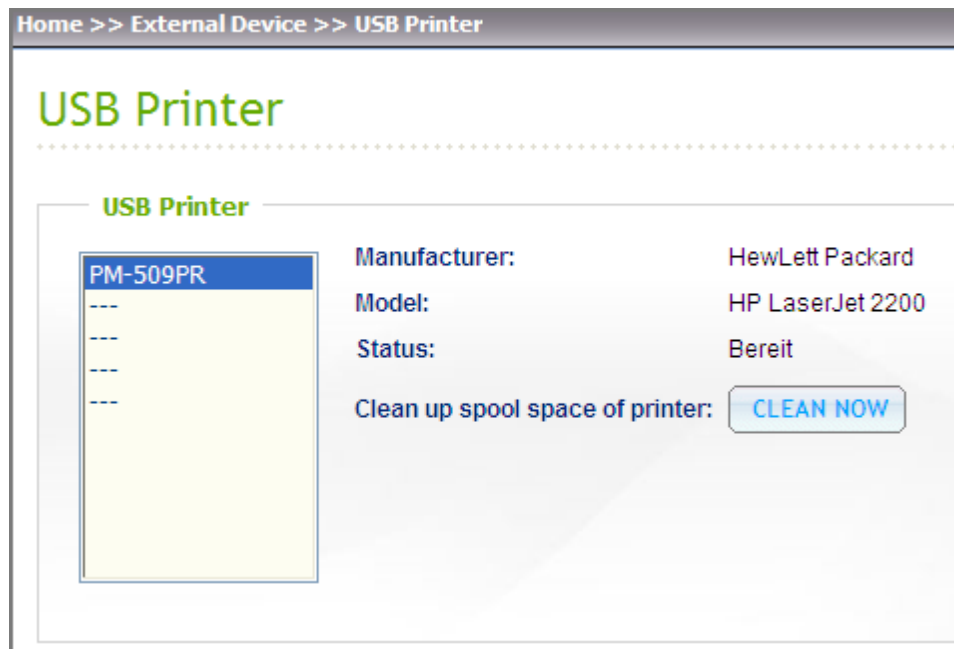 Home >> External Device >> USB Printer
USB Printer
USB Printer
PM-509PR
---
---
---
---
Manufacturer: HewLett Packard
Model: HP LaserJet 2200
Status: Bereit
Clean up spool space of printer: CLEAN NOW